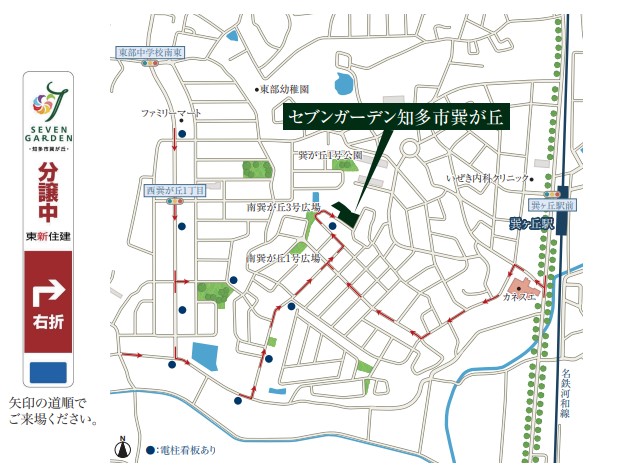 SEVEN
GARDEN
-知多市巽が丘-
分譲中
東新住建
右折
矢印の道順で
ご来場ください。
東部中学校南東
ファミリーマート
東部幼稚園
セブンガーデン知多市巽が丘
巽が丘1号公園
いぜき内科クリニック
西巽が丘1丁目
南巽が丘3号広場
巽ヶ丘駅前
巽ヶ丘駅
南巽が丘1号広場
カネスエ
名鉄河和線
N
:電柱看板あり